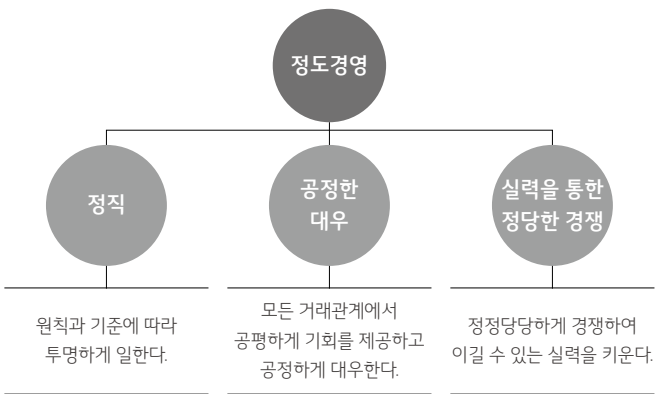 정도경영
정직
공정한
대우
실력을 통한
정당한 경쟁
원칙과 기준에 따라
투명하게 일한다.
모든 거래관계에서
공평하게 기회를 제공하고
공정하게 대우한다.
정정당당하게 경쟁하여
이길 수 있는 실력을 키운다.